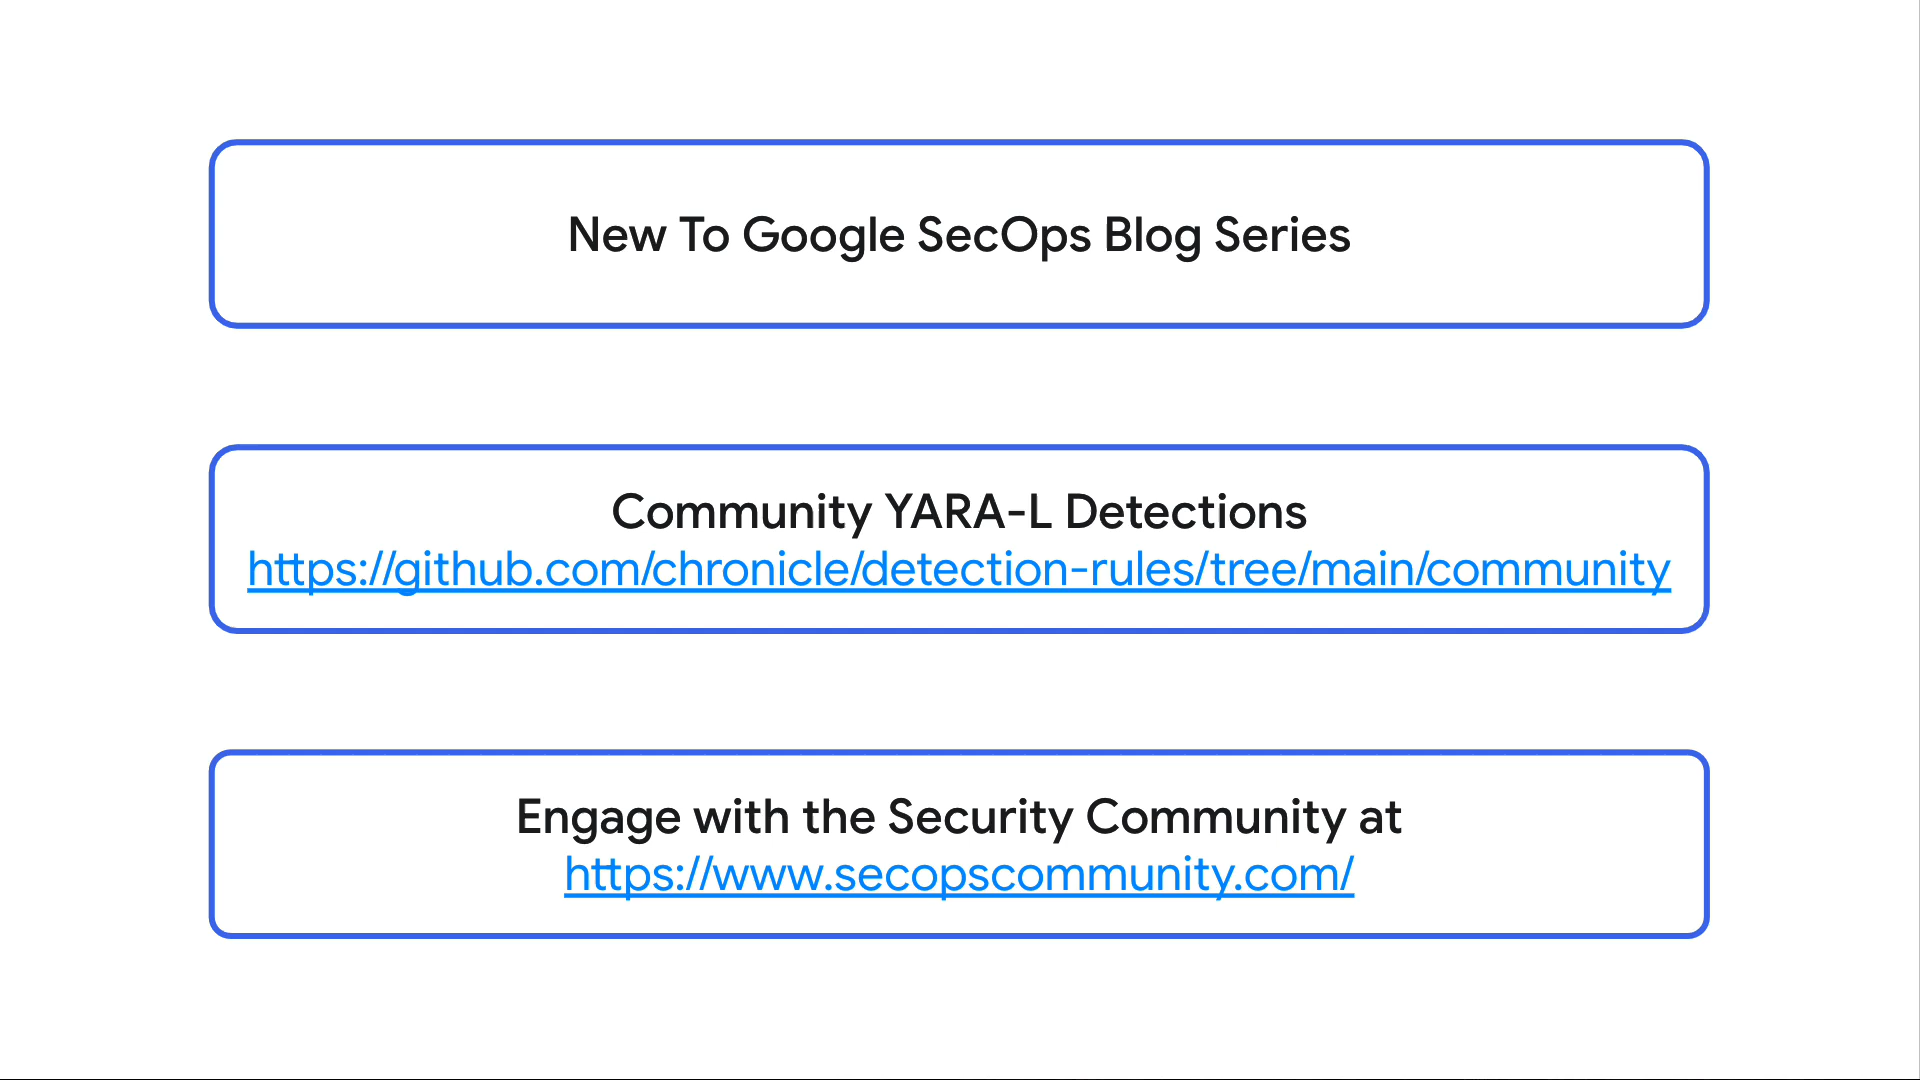 New To Google SecOps Blog Series
Community YARA-L Detections
https://github.com/chronicle/detection-rules/tree/main/community
Engage with the Security Community at
https://www.secopscommunity.com/